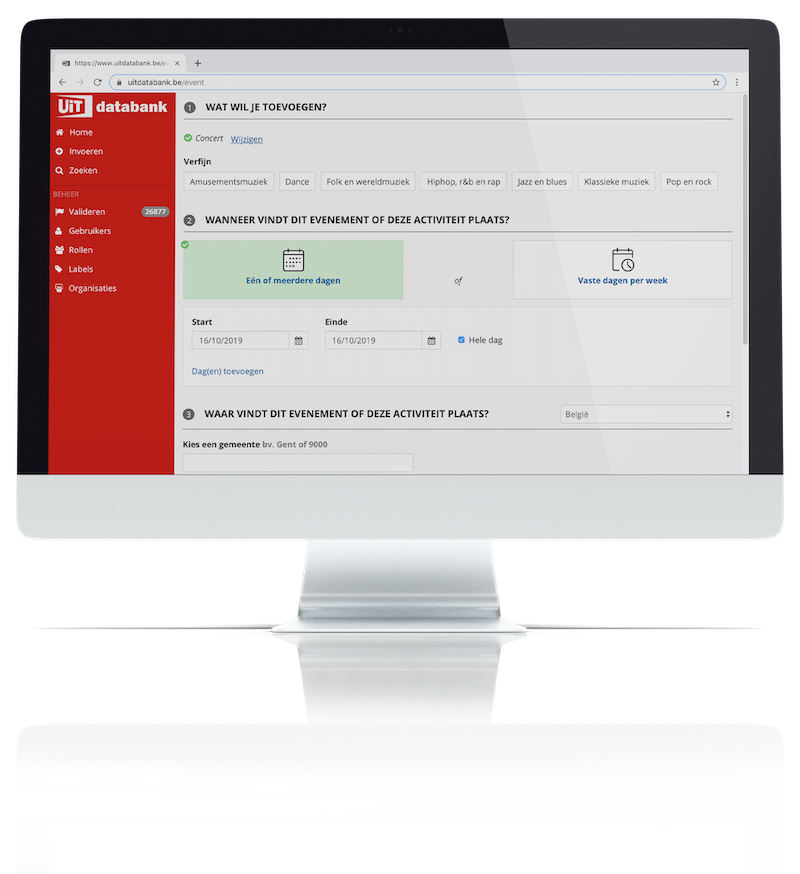 https://www.uitdatabank.be/e
uitdatabank.be/event
UiT databank
Home
Invoeren
Zoeken
BEHEER
Valideren 26877
Gebruikers
Rollen
Labels
Organisaties
1 WAT WIL JE TOEVOEGEN?
Concert Wijzigen
Verfijn
Amusementsmuziek Dance Folk en wereldmuziek Hiphop, r&b en rap Jazz en blues Klassieke muziek Pop en rock
2 WANNEER VINDT DIT EVENEMENT OF DEZE ACTIVITEIT PLAATS?
Eén of meerdere dagen of Vaste dagen per week
Start Einde
16/10/2019 16/10/2019 Hele dag
Dag(en) toevoegen
3 WAAR VINDT DIT EVENEMENT OF DEZE ACTIVITEIT PLAATS? België
Kies een gemeente bv. Gent of 9000